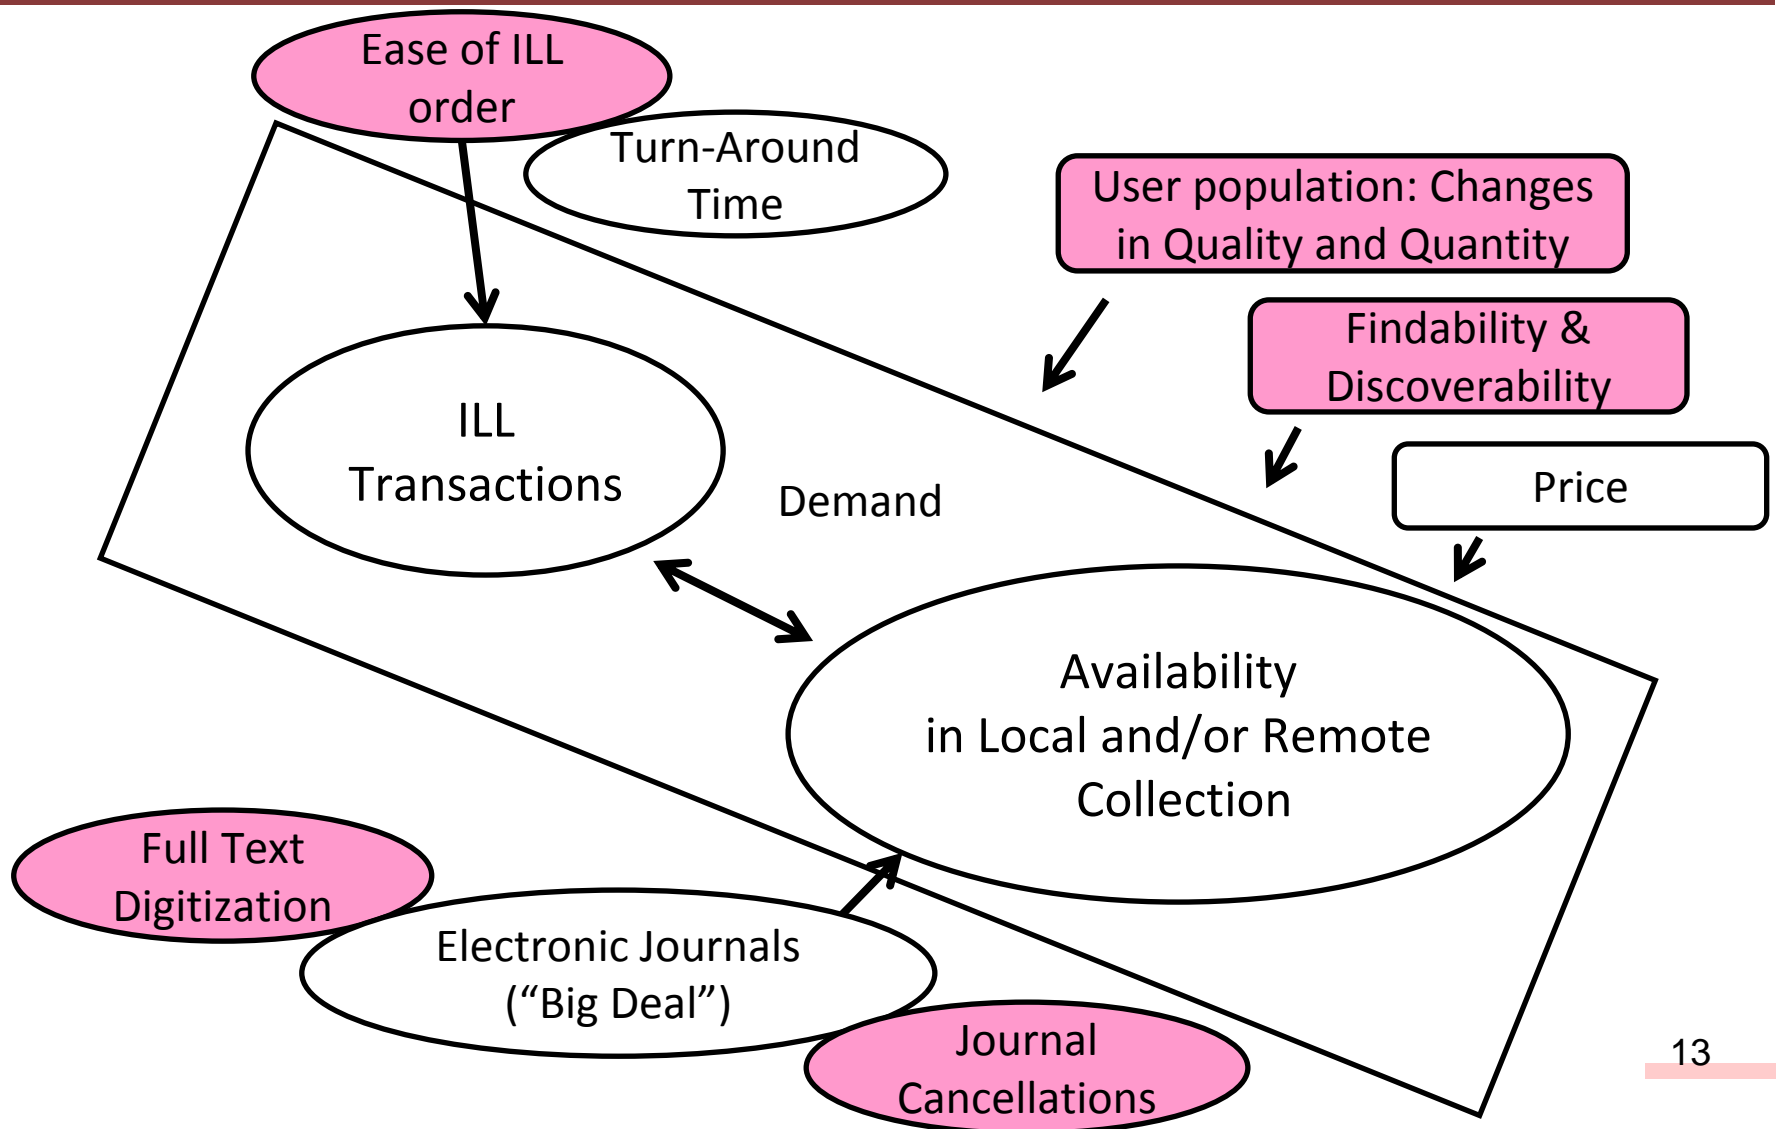 Ease of ILL
order
Turn-Around
Time
User population: Changes
in Quality and Quantity
Findability &
Discoverability
Price
ILL
Transactions
Demand
Availability
in Local and/or Remote
Collection
Full Text
Digitization
Electronic Journals
(“Big Deal”)
Journal
Cancellations
13